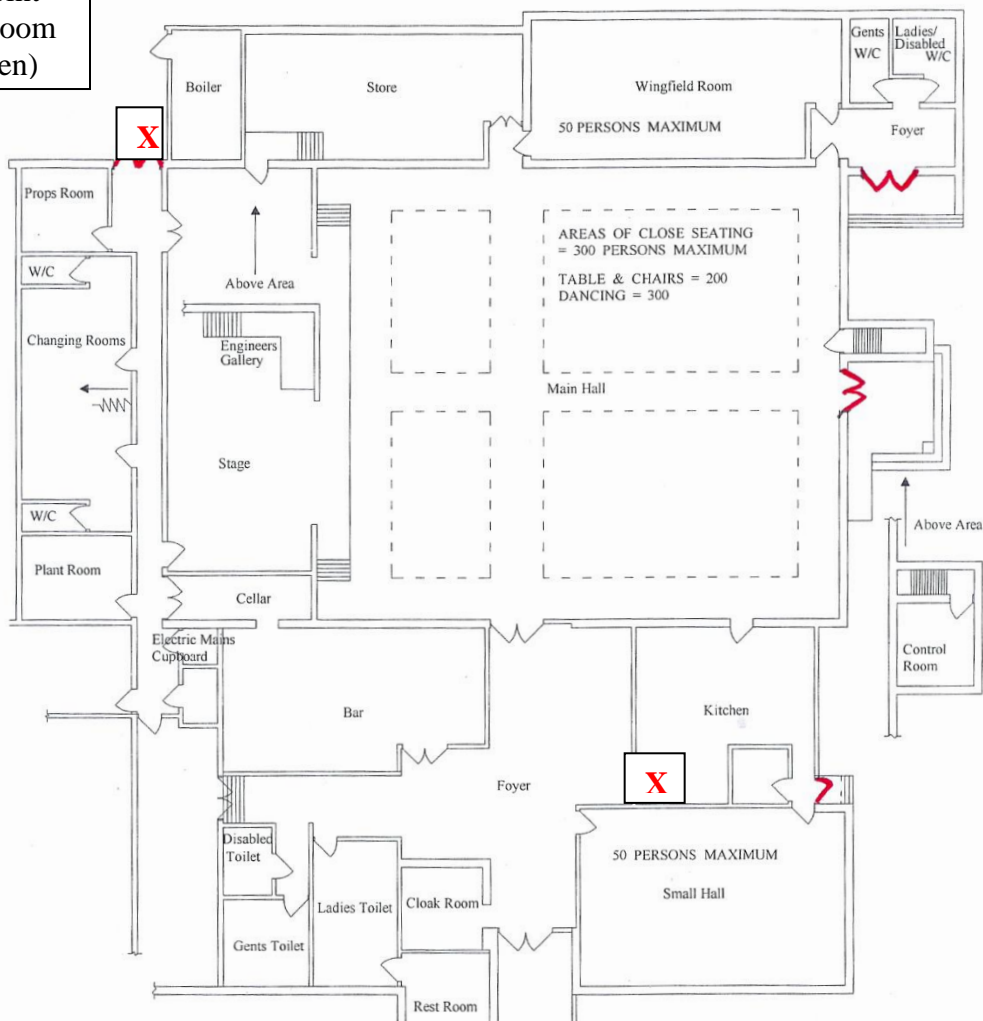 oom
en)
X
Boiler
Store
Wingfield Room
50 PERSONS MAXIMUM
Gents
W/C
Ladies/
Disabled
W/C
Foyer
Props Room
W/C
Above Area
AREAS OF CLOSE SEATING
= 300 PERSONS MAXIMUM
TABLE & CHAIRS = 200
DANCING = 300
Changing Rooms
Engineers
Gallery
Main Hall
Stage
W/C
Above Area
Plant Room
Cellar
Electric Mains
Cupboard
Control
Room
Bar
Kitchen
Foyer
X
Disabled
Toilet
50 PERSONS MAXIMUM
Small Hall
Ladies Toilet
Cloak Room
Gents Toilet
Rest Room